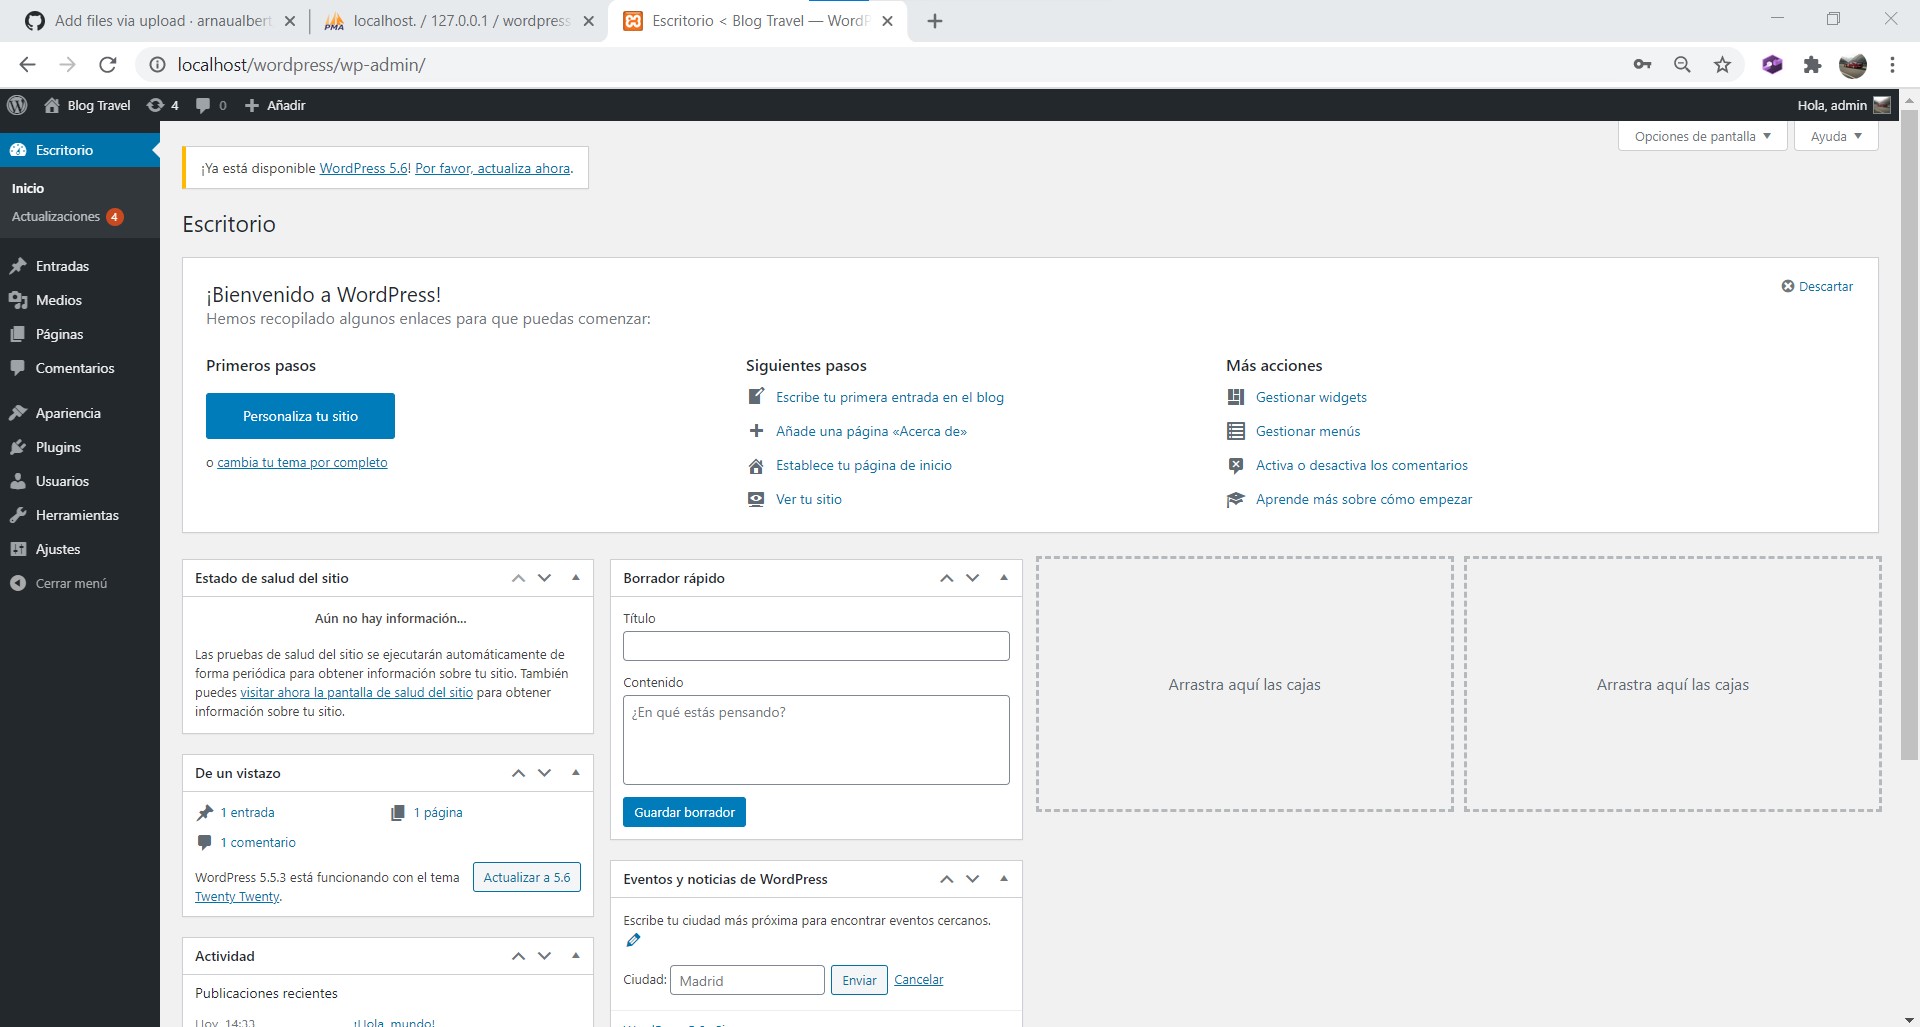 Add files via upload · arnaualbert
localhost. / 127.0.0.1 / wordpress
Escritorio < Blog Travel — WordP
localhost/wordpress/wp-admin/
Blog Travel 4 0 Añadir
Hola, admin
Opciones de pantalla
Ayuda
Escritorio
Inicio
Actualizaciones 4
Entradas
Medios
Páginas
Comentarios
Apariencia
Plugins
Usuarios
Herramientas
Ajustes
Cerrar menú
¡Ya está disponible WordPress 5.6! Por favor, actualiza ahora.
Escritorio
¡Bienvenido a WordPress!
Hemos recopilado algunos enlaces para que puedas comenzar:
Descartar
Primeros pasos
Personaliza tu sitio
o cambia tu tema por completo
Siguientes pasos
Escribe tu primera entrada en el blog
Añade una página «Acerca de»
Establece tu página de inicio
Ver tu sitio
Más acciones
Gestionar widgets
Gestionar menús
Activa o desactiva los comentarios
Aprende más sobre cómo empezar
Estado de salud del sitio
Aún no hay información...
Las pruebas de salud del sitio se ejecutarán automáticamente de
forma periódica para obtener información sobre tu sitio. También
puedes visitar ahora la pantalla de salud del sitio para obtener
información sobre tu sitio.
De un vistazo
1 entrada
1 página
1 comentario
WordPress 5.5.3 está funcionando con el tema
Twenty Twenty.
Actualizar a 5.6
Actividad
Publicaciones recientes
Hoy, 14:33 ¡Hola, mundo!
Borrador rápido
Título
Contenido
¿En qué estás pensando?
Guardar borrador
Eventos y noticias de WordPress
Escribe tu ciudad más próxima para encontrar eventos cercanos.
Ciudad: Madrid Enviar Cancelar
Arrastra aquí las cajas
Arrastra aquí las cajas